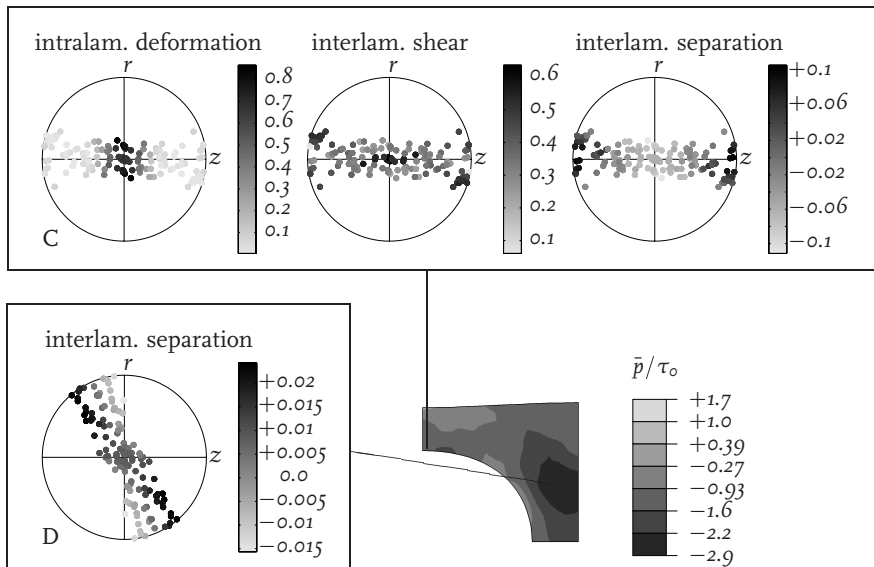 intralam. deformation
r
z
0.8
0.7
0.6
0.5
0.4
0.3
0.2
0.1
C
interlam. shear
r
z
0.6
0.5
0.4
0.3
0.2
0.1
interlam. separation
r
z
+0.1
+0.06
+0.02
−0.02
−0.06
−0.1
interlam. separation
r
z
+0.02
+0.015
+0.01
+0.005
0.0
−0.005
−0.01
−0.015
D
p̄/τ₀
+1.7
+1.0
+0.39
−0.27
−0.93
−1.6
−2.2
−2.9